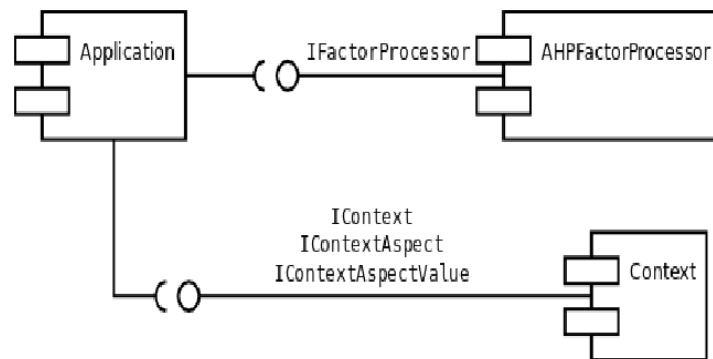 Application
IFactorProcessor
AHPFactorProcessor
IContext
IContextAspect
IContextAspectValue
Context